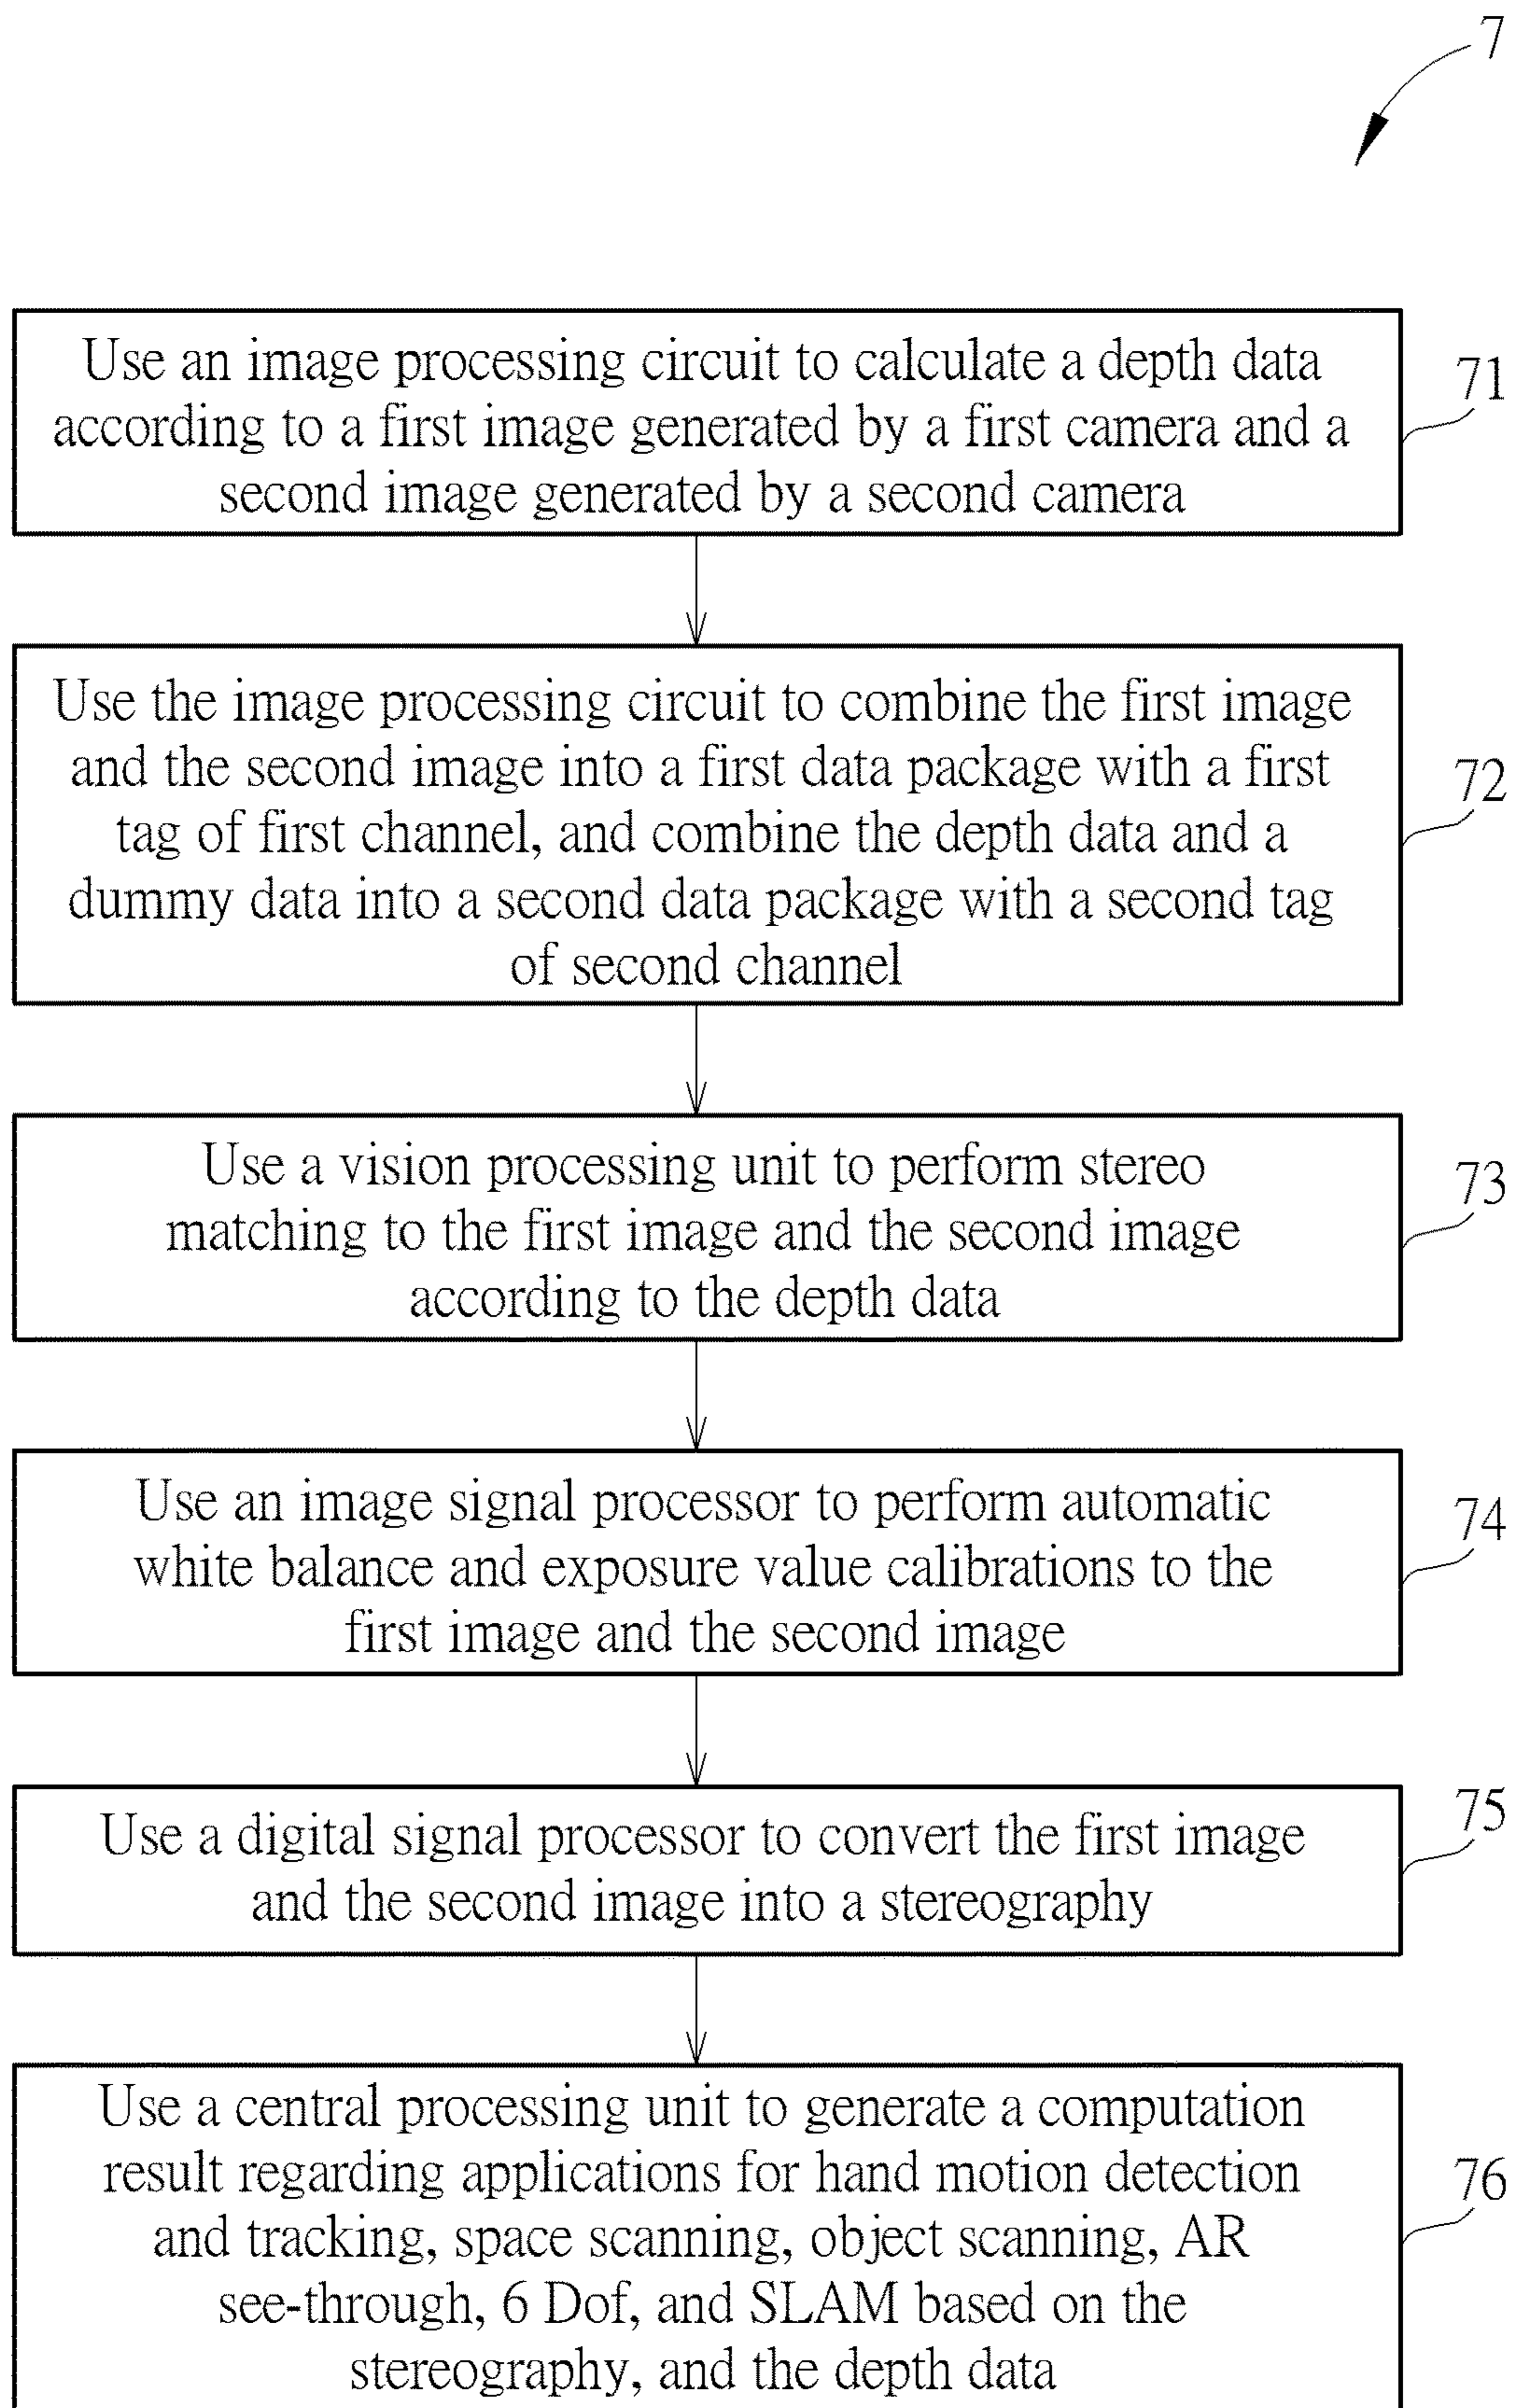 7
Use an image processing circuit to calculate a depth data
according to a first image generated by a first camera and a
second image generated by a second camera
71
Use the image processing circuit to combine the first image
and the second image into a first data package with a first
tag of first channel, and combine the depth data and a
dummy data into a second data package with a second tag
of second channel
72
Use a vision processing unit to perform stereo
matching to the first image and the second image
according to the depth data
73
Use an image signal processor to perform automatic
white balance and exposure value calibrations to the
first image and the second image
74
Use a digital signal processor to convert the first image
and the second image into a stereography
75
Use a central processing unit to generate a computation
result regarding applications for hand motion detection
and tracking, space scanning, object scanning, AR
see-through, 6 Dof, and SLAM based on the
stereography, and the depth data
76